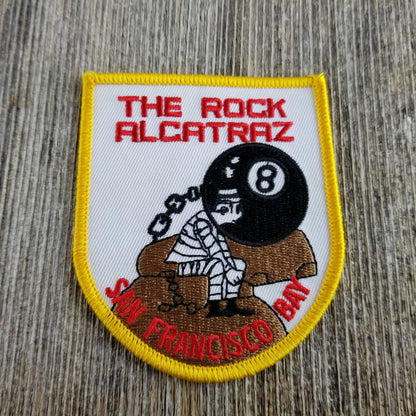 THE ROCK
ALCATRAZ
8
SAN FRANCISCO BAY